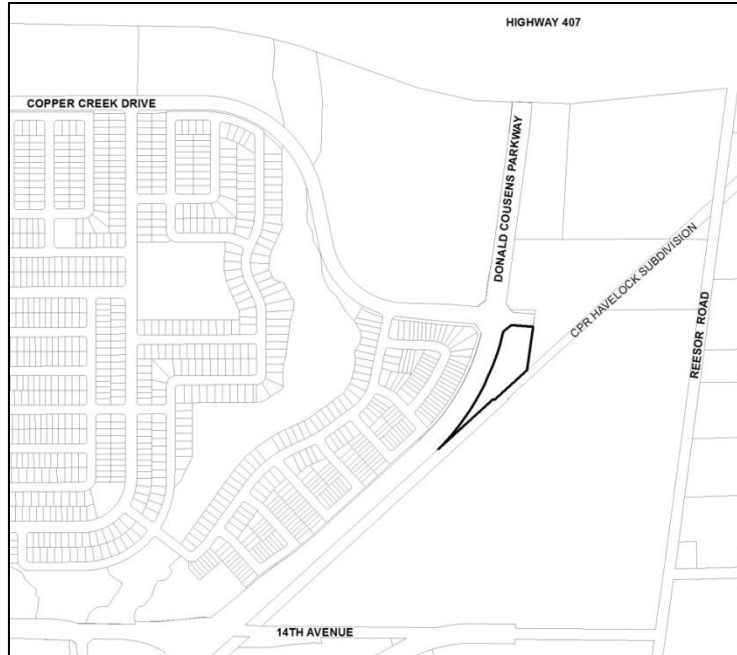 HIGHWAY 407
COPPER CREEK DRIVE
DONALD COUSENS PARKWAY
CPR HAVELOCK SUBDIVISION
REESOR ROAD
14TH AVENUE